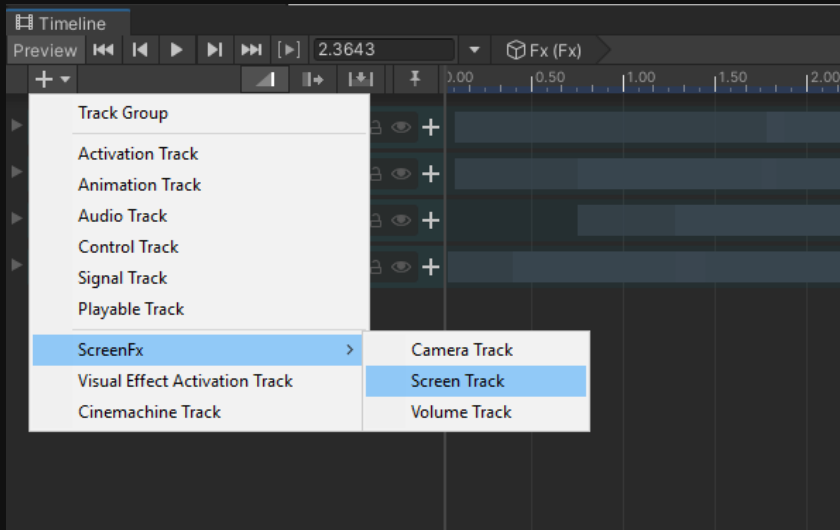 Timeline
Preview 2.3643 Fx (Fx)
0.00 0.50 1.00 1.50 2.00
Track Group
Activation Track
Animation Track
Audio Track
Control Track
Signal Track
Playable Track
ScreenFx
Visual Effect Activation Track
Cinemachine Track
Camera Track
Screen Track
Volume Track